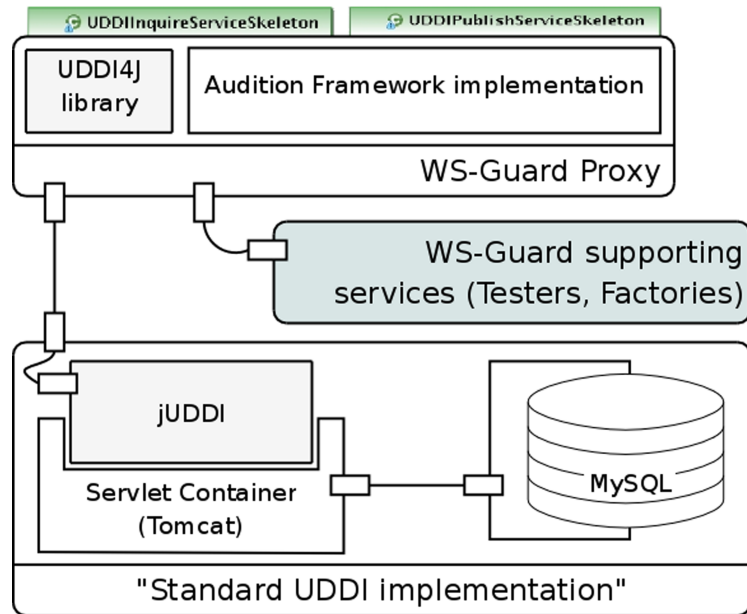 UDDIInquireServiceSkeleton
UDDIPublishServiceSkeleton
UDDI4J
library
Audition Framework implementation
WS-Guard Proxy
WS-Guard supporting
services (Testers, Factories)
jUDDI
Servlet Container
(Tomcat)
MySQL
"Standard UDDI implementation"